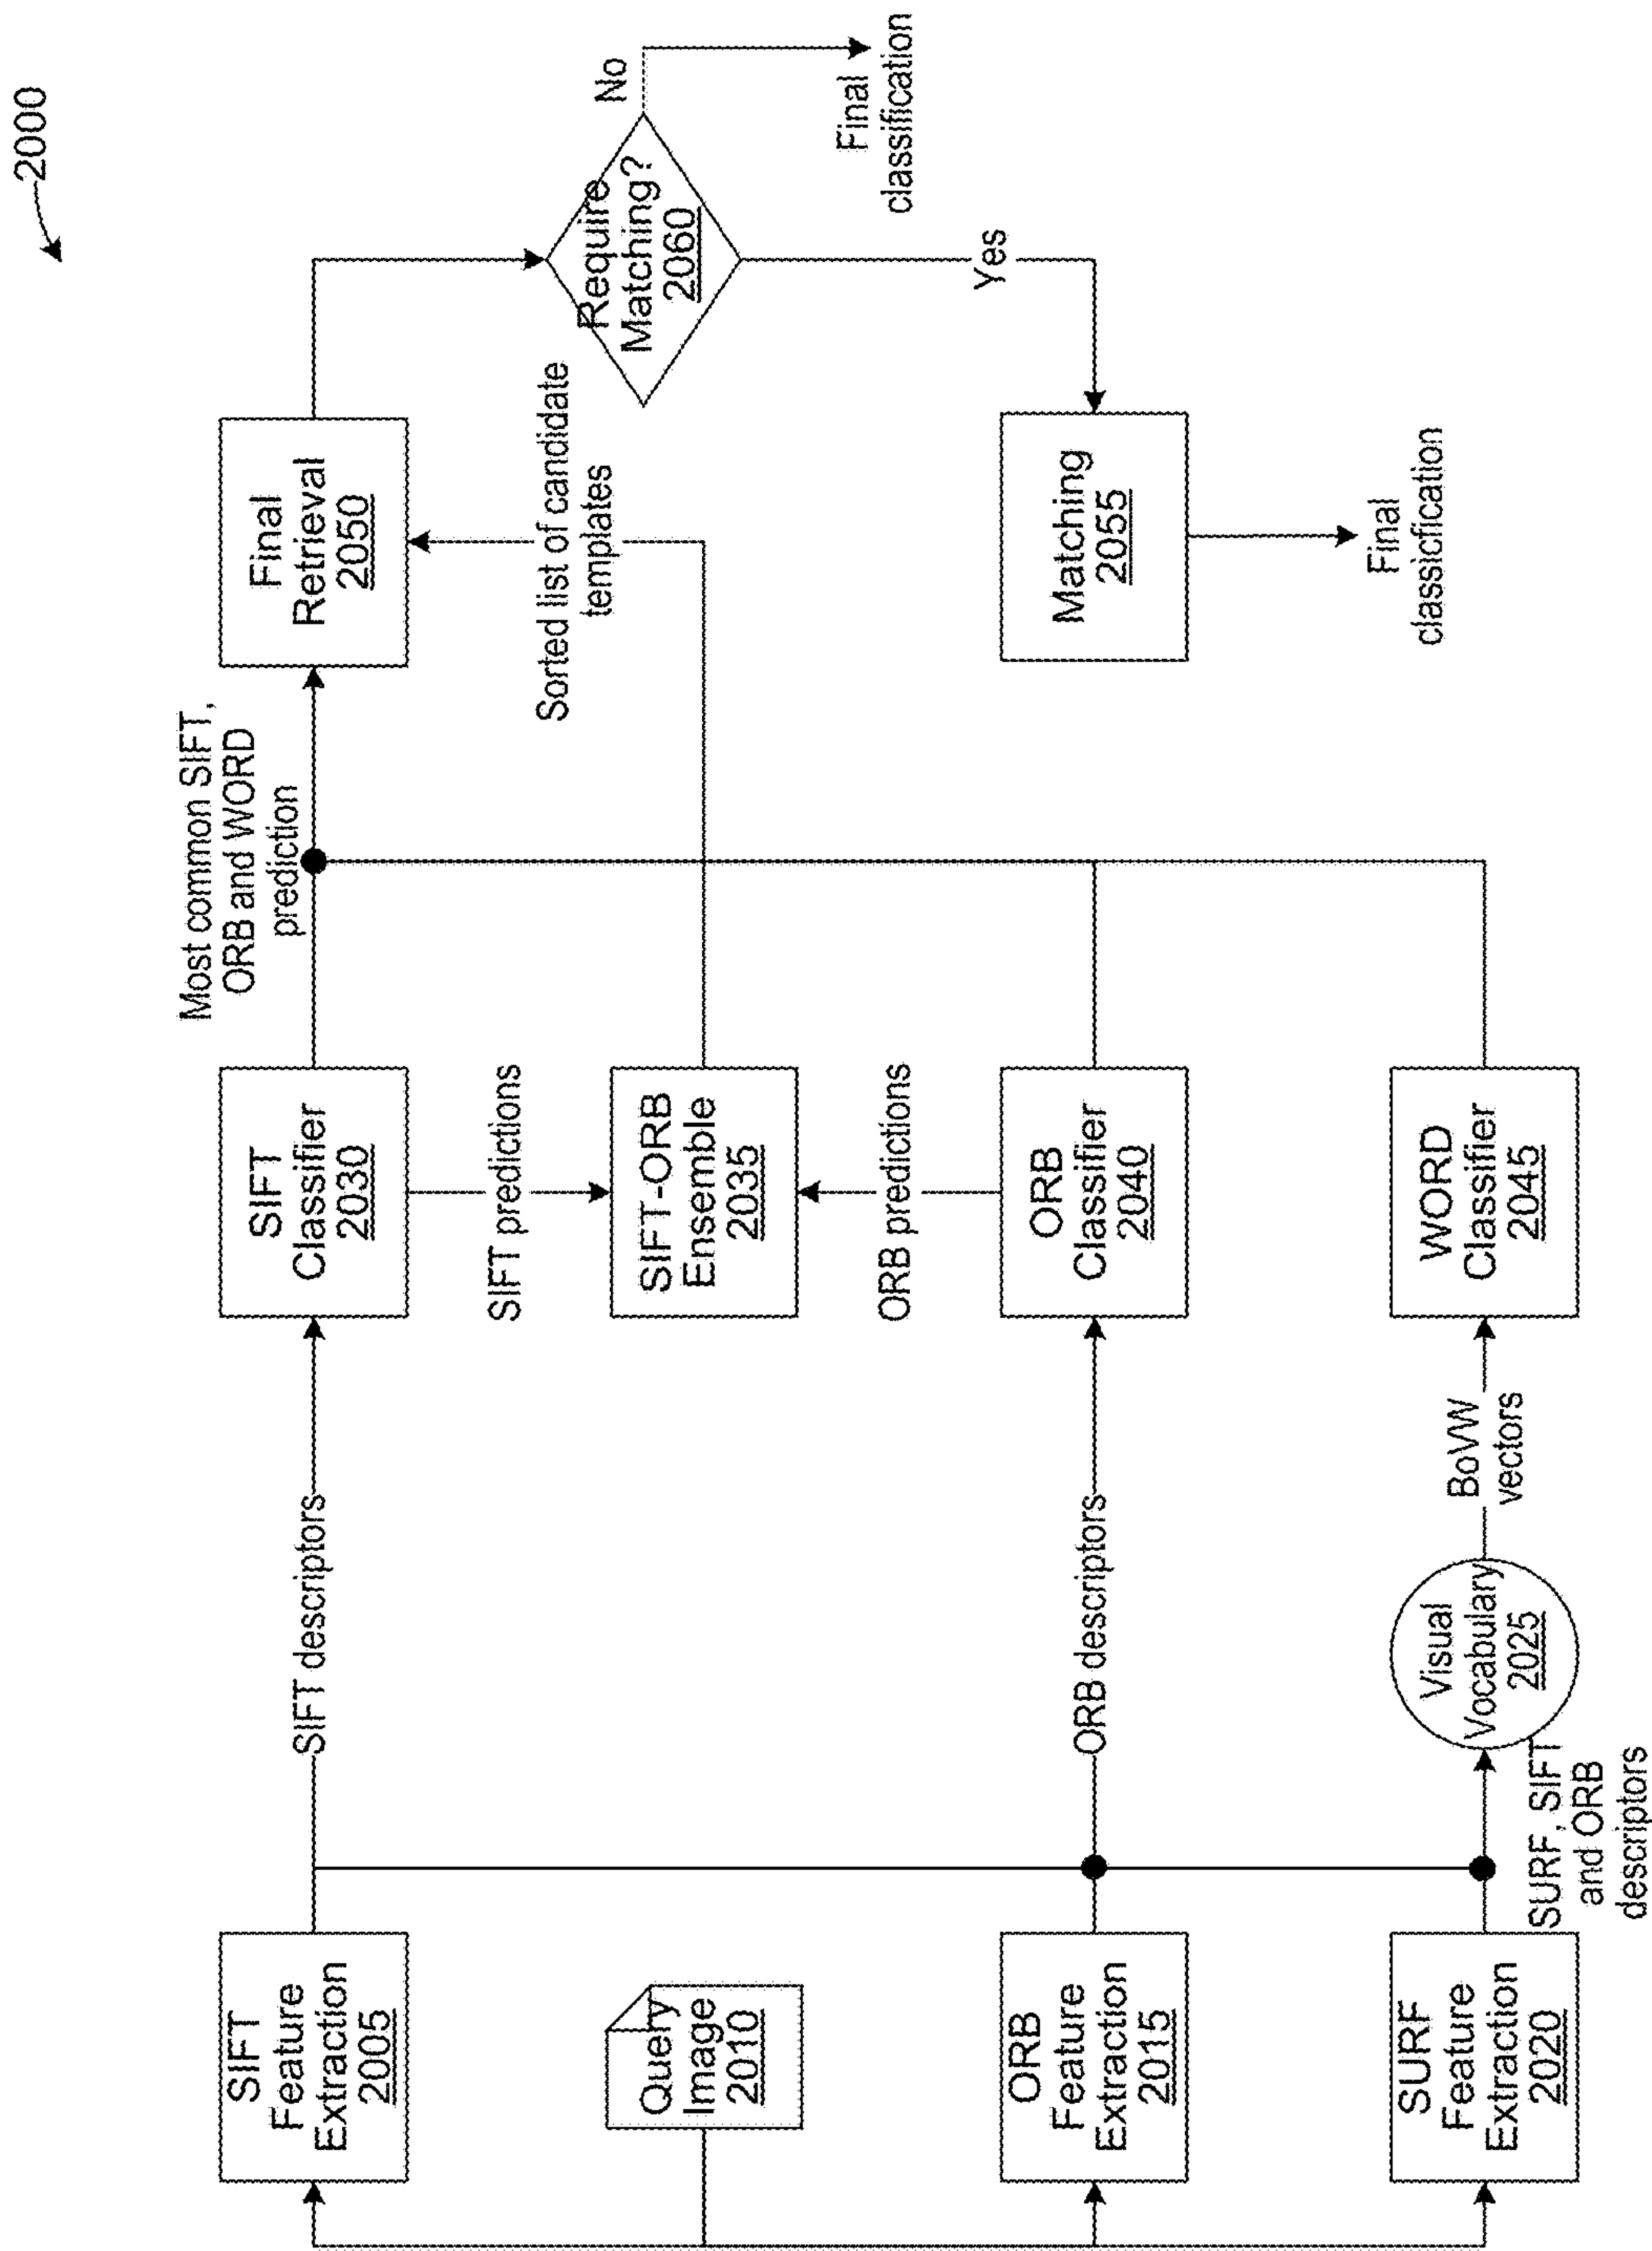 2000
SIFT
Feature
Extraction
2005
Query
Image
2010
ORB
Feature
Extraction
2015
SURF
Feature
Extraction
2020
SIFT descriptors
ORB descriptors
SURF, SIFT
and ORB
descriptors
Visual
Vocabulary
2025
BoVW
vectors
SIFT
Classifier
2030
SIFT predictions
SIFT-ORB
Ensemble
2035
ORB predictions
ORB
Classifier
2040
WORD
Classifier
2045
Most common SIFT,
ORB and WORD
prediction
Final
Retrieval
2050
Sorted list of candidate
templates
Require
Matching?
2060
No
Final
classification
Yes
Matching
2055
Final
classicfication